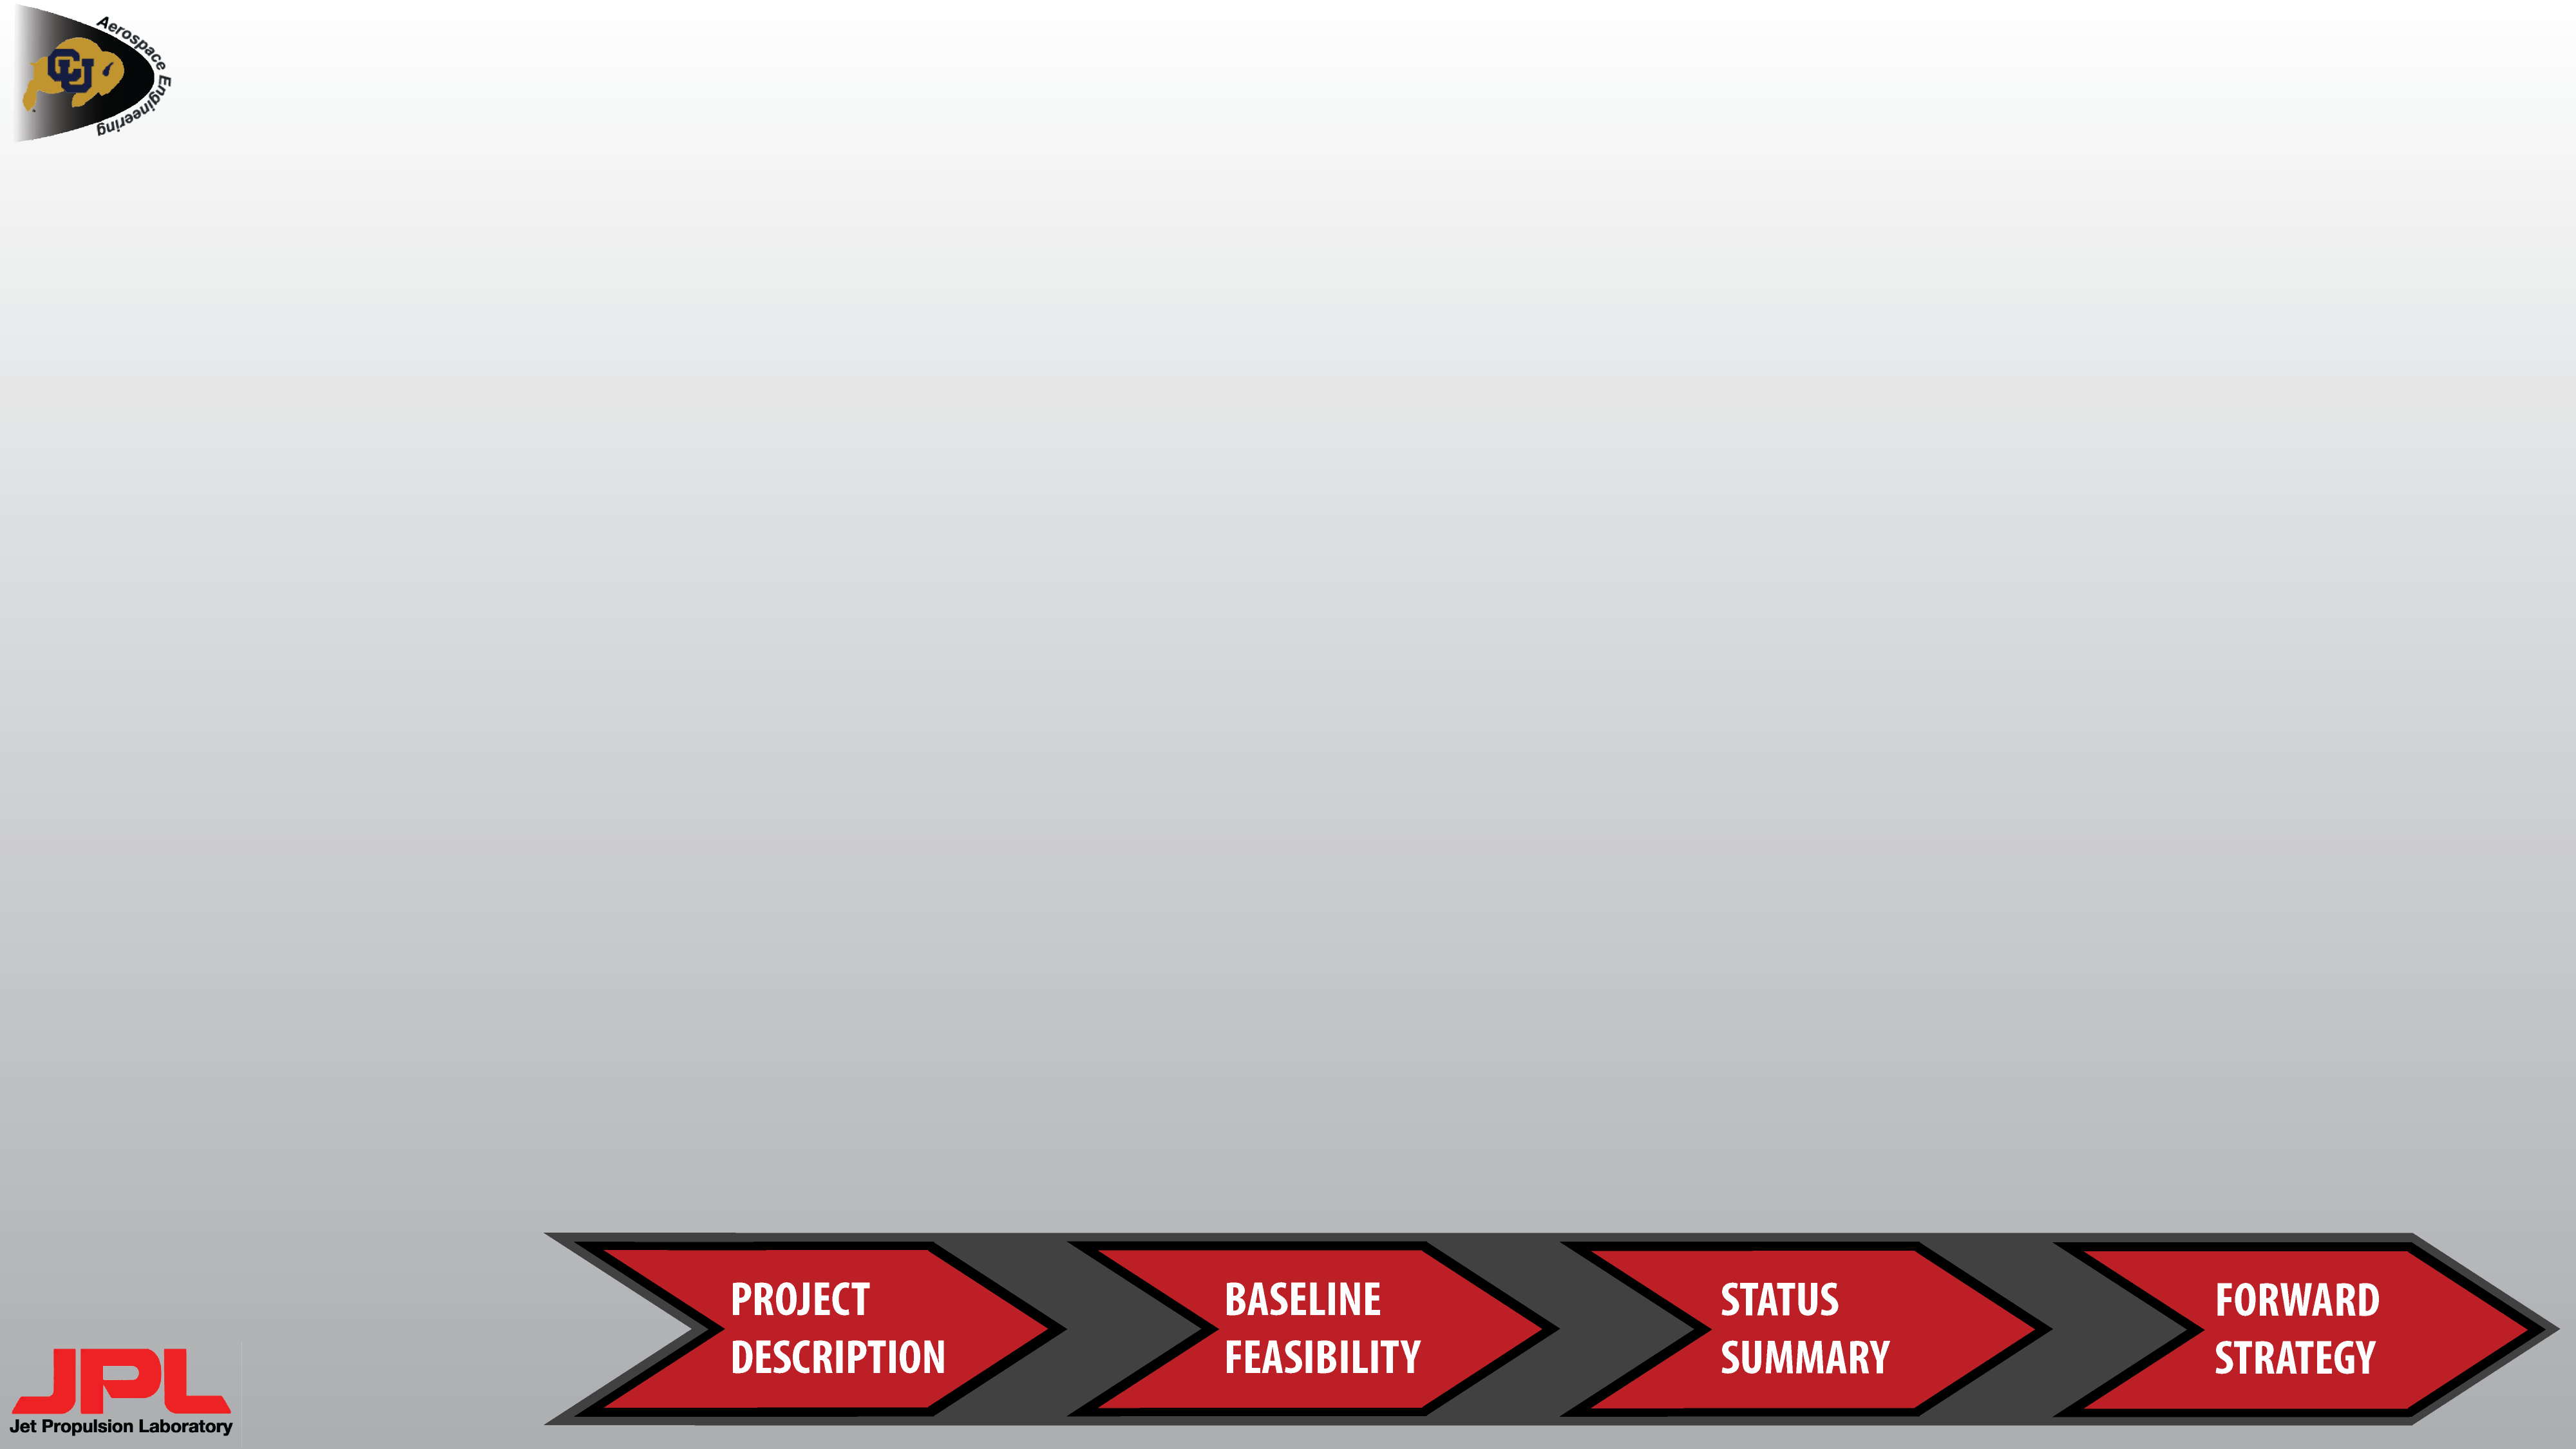 Aerospace Engineering
CU
PROJECT
DESCRIPTION
BASELINE
FEASIBILITY
STATUS
SUMMARY
FORWARD
STRATEGY
JPL
Jet Propulsion Laboratory